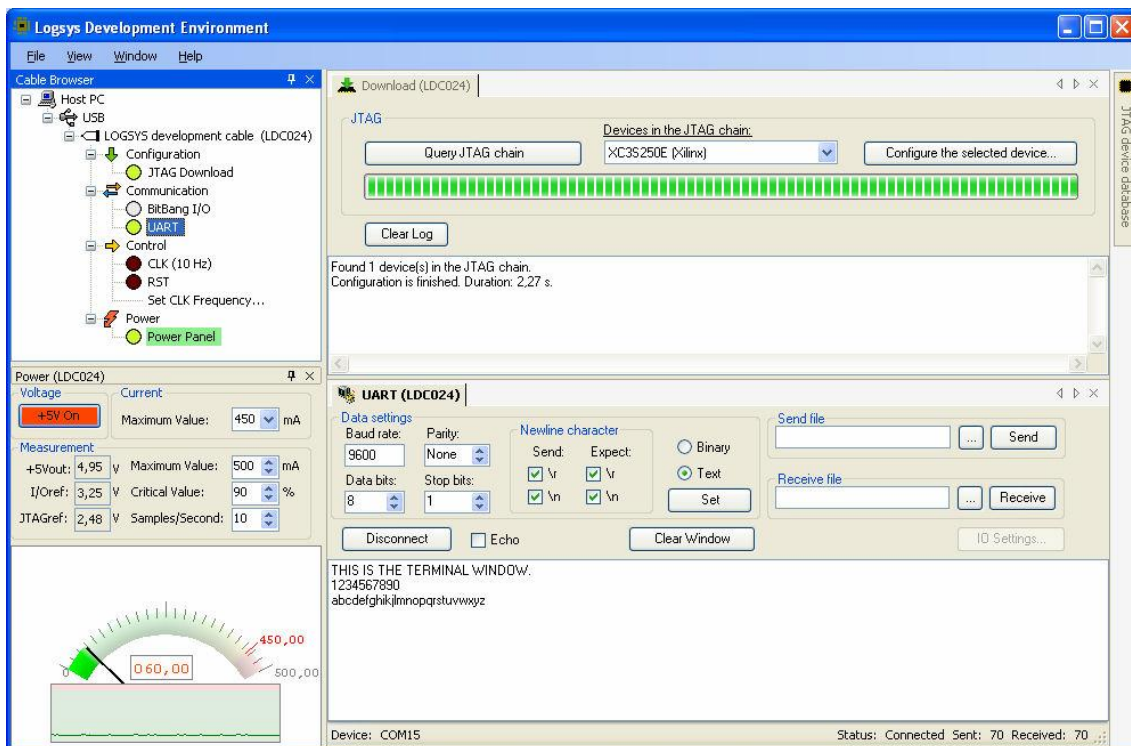 Logsys Development Environment
File View Window Help
Cable Browser
Host PC
USB
LOGSYS development cable (LDC024)
Configuration
JTAG Download
Communication
BitBang I/O
UART
Control
CLK (10 Hz)
RST
Set CLK Frequency...
Power
Power Panel
Power (LDC024)
Voltage Current
+5V On Maximum Value: 450 mA
Measurement
+5Vout: 4,95 V Maximum Value: 500 mA
I/Oref: 3,25 V Critical Value: 90 %
JTAGref: 2,48 V Samples/Second: 10
0 060,00 450,00 500,00
Download (LDC024)
JTAG
Devices in the JTAG chain:
Query JTAG chain XC3S250E (Xilinx) Configure the selected device...
Clear Log
Found 1 device(s) in the JTAG chain.
Configuration is finished. Duration: 2,27 s.
UART (LDC024)
Data settings
Baud rate: Parity:
9600 None
Data bits: Stop bits:
8 1
Newline character
Send: Expect:
\r \r
\n \n
Binary
Text
Set
Send file
... Send
Receive file
... Receive
Disconnect Echo Clear Window IO Settings...
THIS IS THE TERMINAL WINDOW.
1234567890
abcdefghikjlmnopqrstuvwxyz
Device: COM15 Status: Connected Sent: 70 Received: 70
JTAG device database